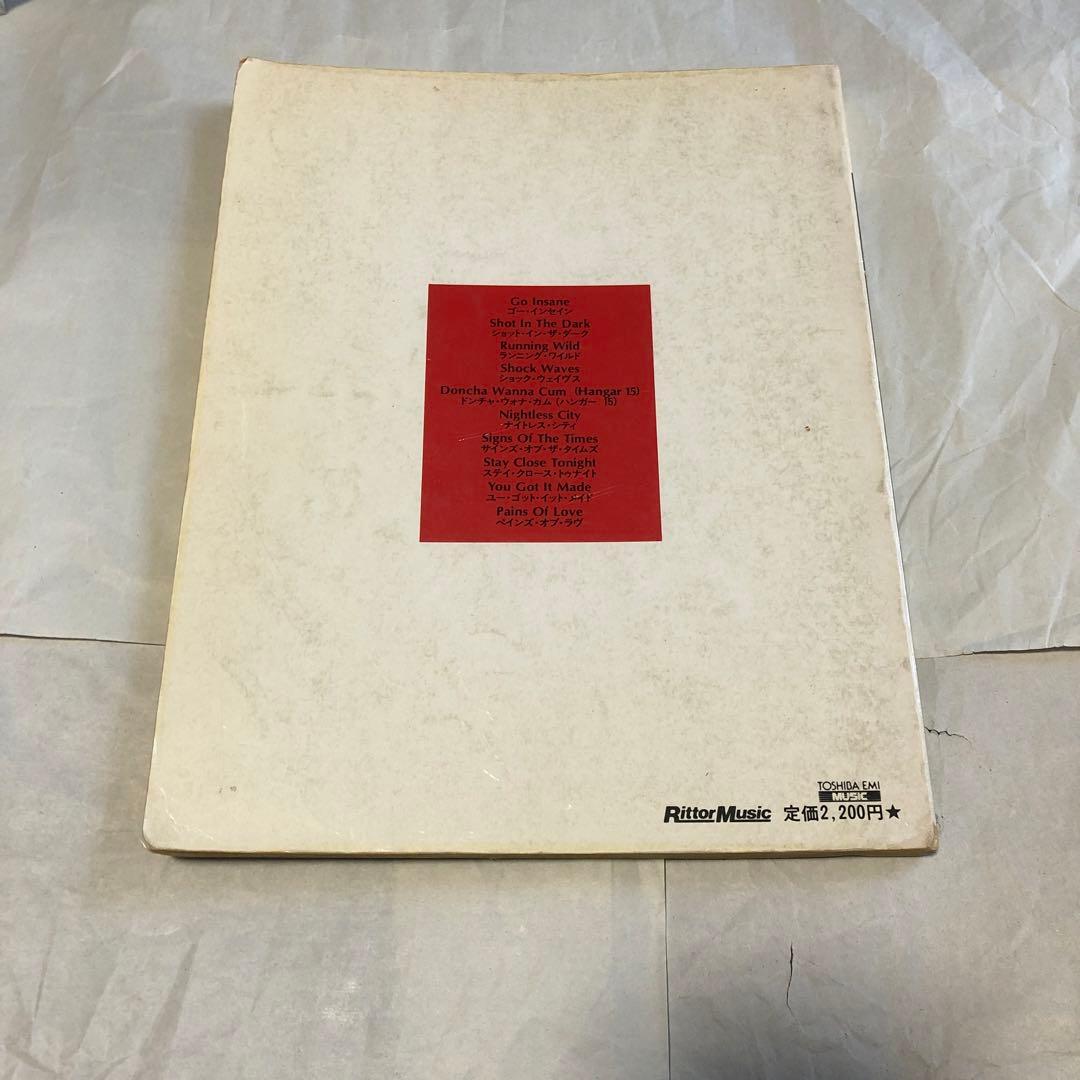 Go Insane
ゴー・インセイン
Shot In The Dark
ショット・イン・ザ・ダーク
Running Wild
ランニング・ワイルド
Shock Waves
ショック・ウェイヴス
Doncha Wanna Cum (Hangar 15)
ドンチャ・ウォナ・カム (ハンガー 15)
Nightless City
ナイトレス・シティ
Signs Of The Times
サインズ・オブ・ザ・タイムズ
Stay Close Tonight
ステイ・クロース・トゥナイト
You Got It Made
ユー・ゴット・イット・メイド
Pains Of Love
ペインズ・オブ・ラヴ
TOSHIBA EMI
MUSIC
RittorMusic 定価2,200円★